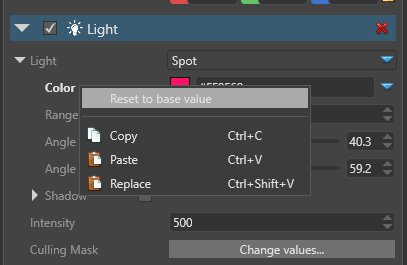 Light
Light Spot
Color
Reset to base value
Range
Copy Ctrl+C
Angle 40.3
Paste Ctrl+V
Angle 59.2
Replace Ctrl+Shift+V
Shadow
Intensity 500
Culling Mask Change values...